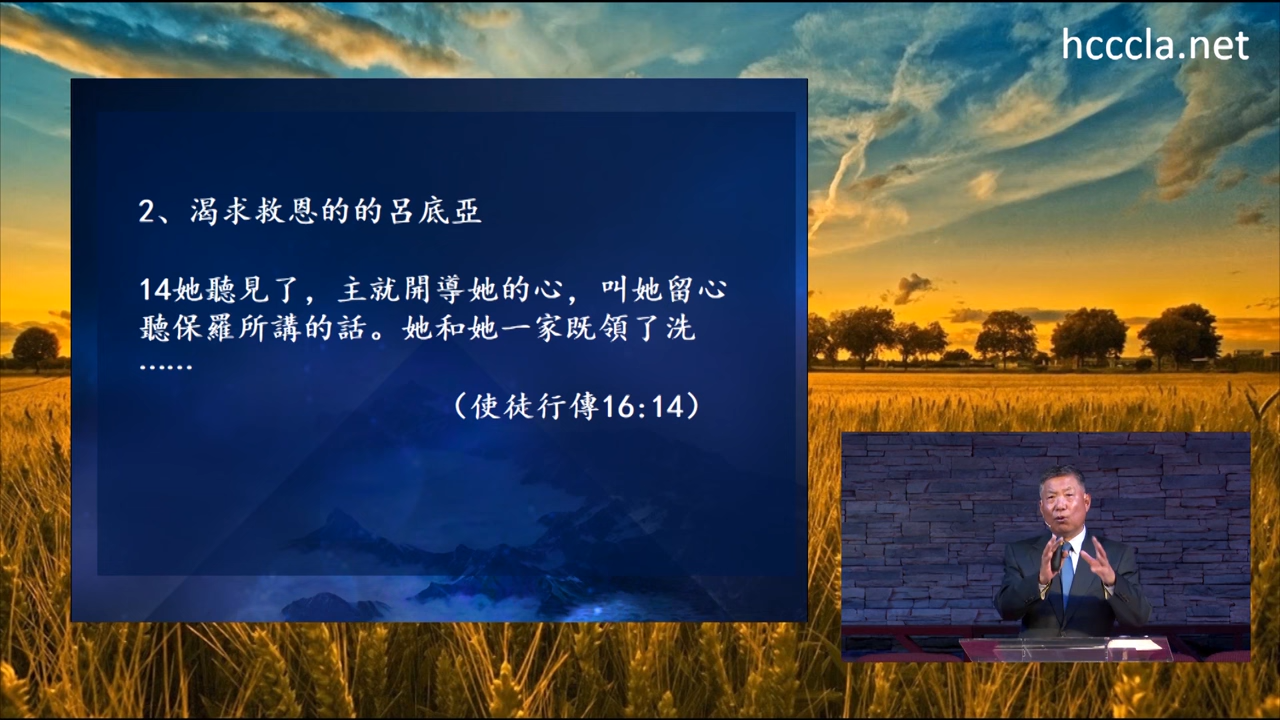 hcccla.net
2、渴求救恩的的呂底亞
14她聽見了，主就開導她的心，叫她留心
聽保羅所講的話。她和她一家既領了洗
……
（使徒行傳16:14）